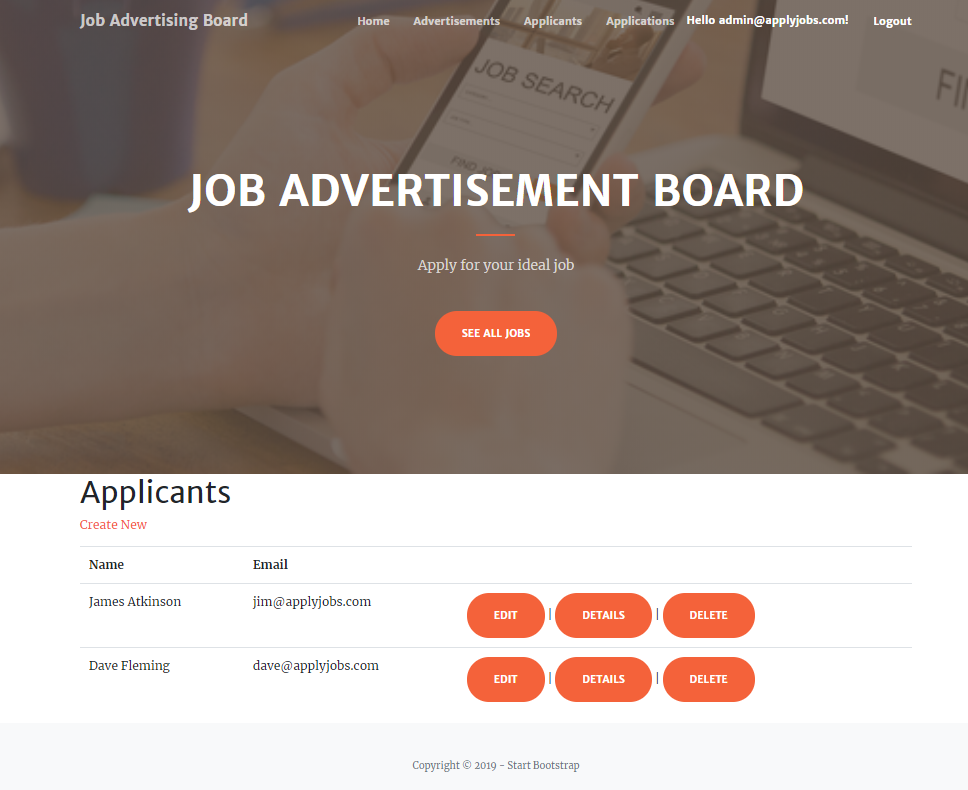 Job Advertising Board Home Advertisements Applicants Applications Hello admin@applyjobs.com! Logout
JOB SEARCH
JOB ADVERTISEMENT BOARD
Apply for your ideal job
SEE ALL JOBS
Applicants
Create New
Name Email
James Atkinson jim@applyjobs.com EDIT | DETAILS | DELETE
Dave Fleming dave@applyjobs.com EDIT | DETAILS | DELETE
Copyright © 2019 - Start Bootstrap